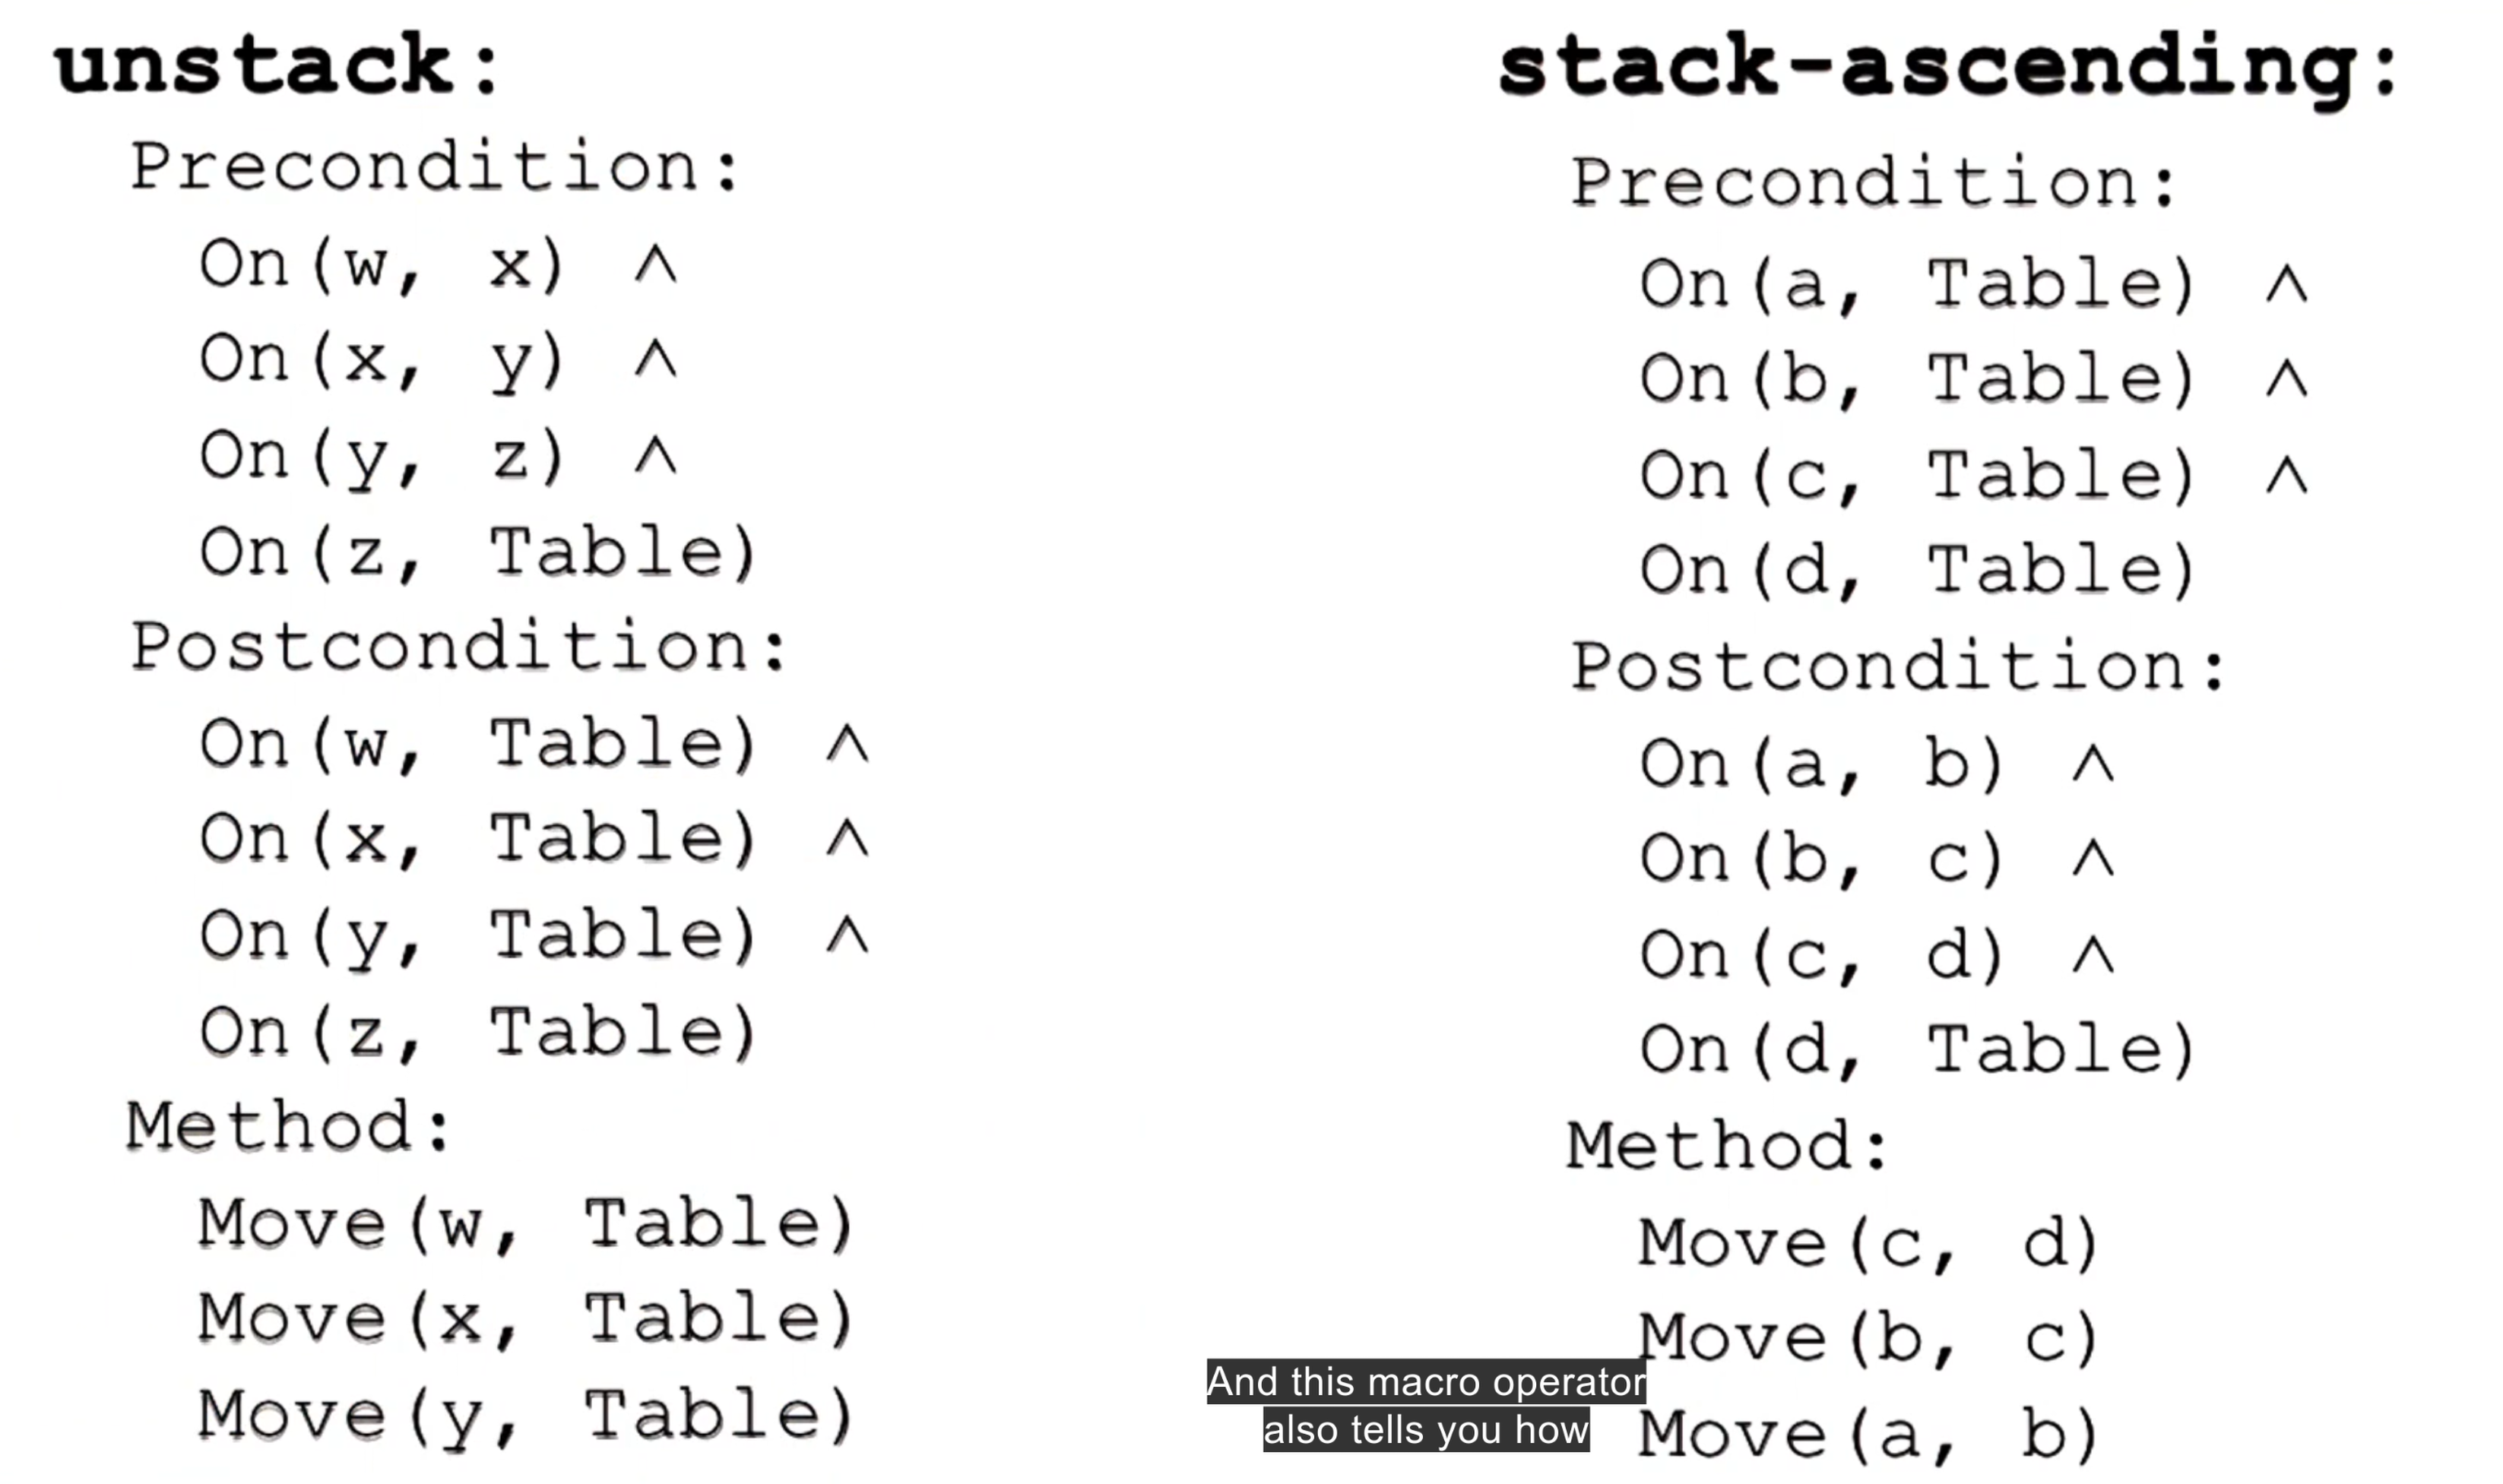 unstack:
Precondition:
On(w, x) ∧
On(x, y) ∧
On(y, z) ∧
On(z, Table)
Postcondition:
On(w, Table) ∧
On(x, Table) ∧
On(y, Table) ∧
On(z, Table)
Method:
Move(w, Table)
Move(x, Table)
Move(y, Table)
stack-ascending:
Precondition:
On(a, Table) ∧
On(b, Table) ∧
On(c, Table) ∧
On(d, Table)
Postcondition:
On(a, b) ∧
On(b, c) ∧
On(c, d) ∧
On(d, Table)
Method:
Move(c, d)
Move(b, c)
Move(a, b)
And this macro operator
also tells you how